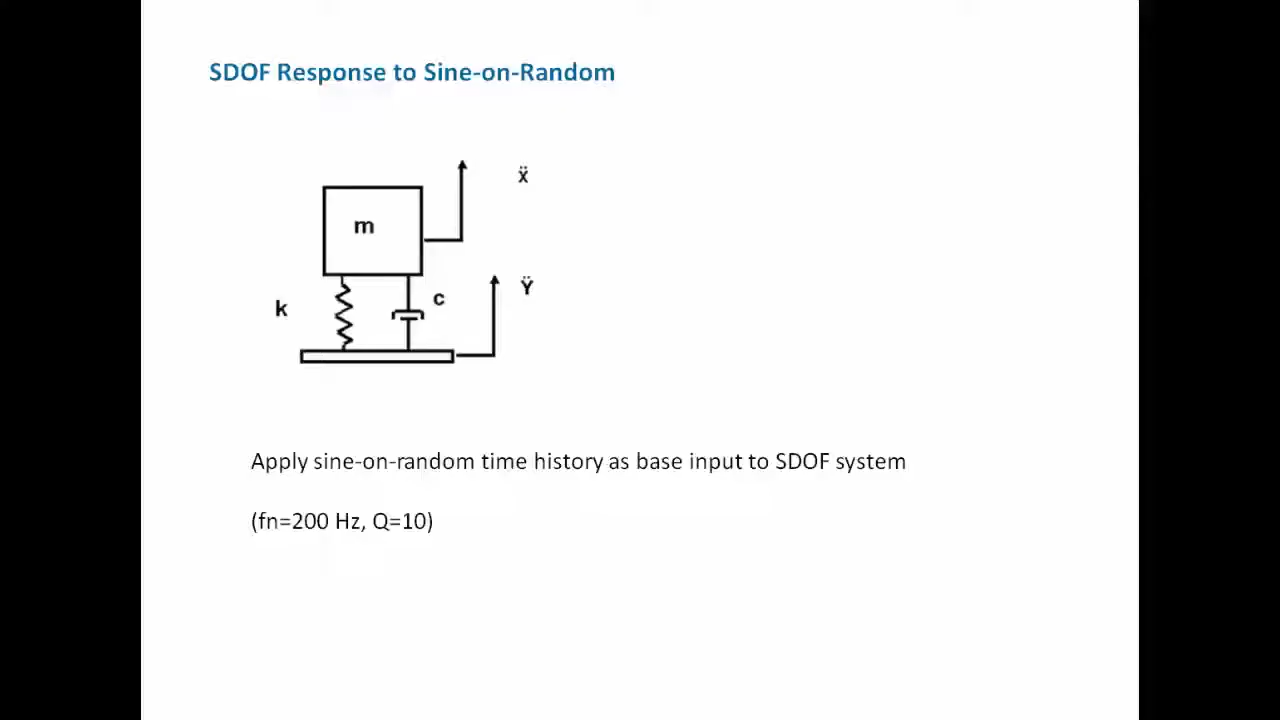 SDOF Response to Sine-on-Random
ẍ
m
Ÿ
c
k
Apply sine-on-random time history as base input to SDOF system
(fn=200 Hz, Q=10)